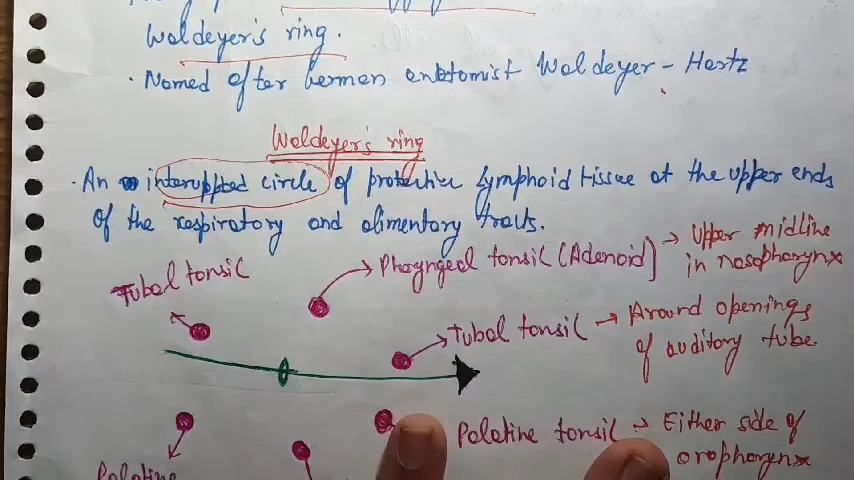 Waldeyer's ring.
· Named after German anatomist Waldeyer - Hartz
Waldeyer's ring
· An interuppted circle of protective lymphoid tissue at the upper ends
of the respiratory and alimentary tracts.
Tubal tonsil
Pharyngeal tonsil (Adenoid) → Upper midline
in nasopharynx
Tubal tonsil → Around openings
of auditory tube.
Palatine tonsil → Either side of
oropharynx
Palatine